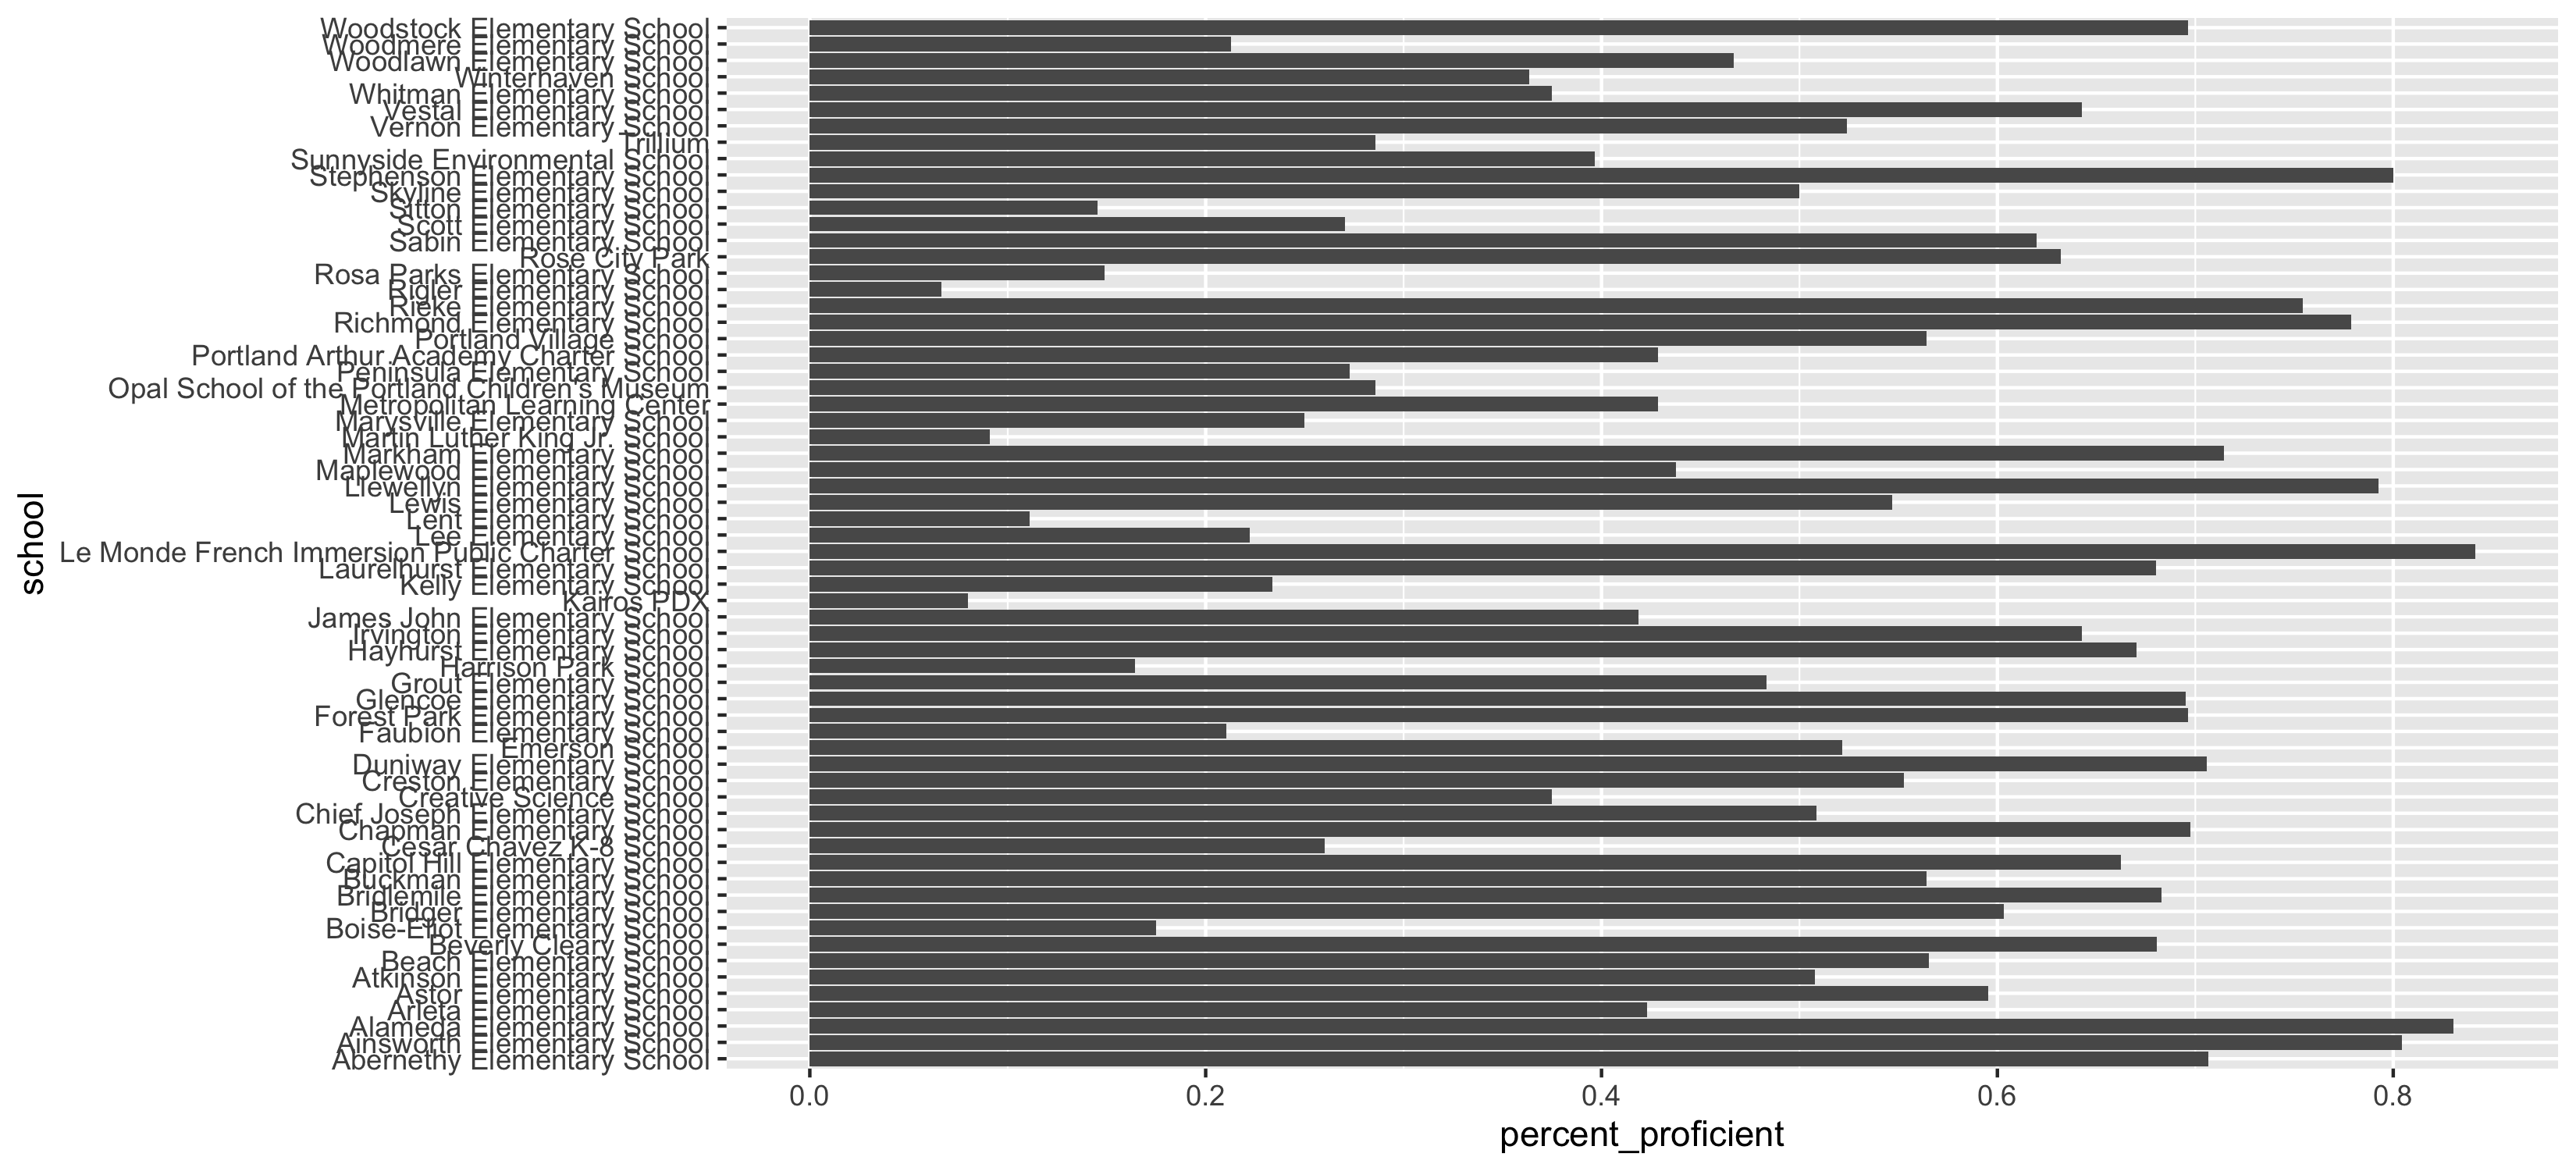 Woodstock Elementary School
Woodmere Elementary School
Woodlawn Elementary School
Winterhaven School
Whitman Elementary School
Vestal Elementary School
Vernon Elementary School
Trillium
Sunnyside Environmental School
Stephenson Elementary School
Skyline Elementary School
Sitton Elementary School
Scott Elementary School
Sabin Elementary School
Rose City Park
Rosa Parks Elementary School
Rigler Elementary School
Rieke Elementary School
Richmond Elementary School
Portland Village School
Portland Arthur Academy Charter School
Peninsula Elementary School
Opal School of the Portland Children's Museum
Metropolitan Learning Center
Marysville Elementary School
Martin Luther King Jr. School
Markham Elementary School
Maplewood Elementary School
Llewellyn Elementary School
Lewis Elementary School
Lent Elementary School
Lee Elementary School
Le Monde French Immersion Public Charter School
Laurelhurst Elementary School
Kelly Elementary School
Kairos PDX
James John Elementary School
Irvington Elementary School
Hayhurst Elementary School
Harrison Park School
Grout Elementary School
Glencoe Elementary School
Forest Park Elementary School
Faubion Elementary School
Emerson School
Duniway Elementary School
Creston Elementary School
Creative Science School
Chief Joseph Elementary School
Chapman Elementary School
Cesar Chavez K-8 School
Capitol Hill Elementary School
Buckman Elementary School
Bridlemile Elementary School
Bridger Elementary School
Boise-Eliot Elementary School
Beverly Cleary School
Beach Elementary School
Atkinson Elementary School
Astor Elementary School
Arleta Elementary School
Alameda Elementary School
Ainsworth Elementary School
Abernethy Elementary School
school
0.0 0.2 0.4 0.6 0.8
percent_proficient